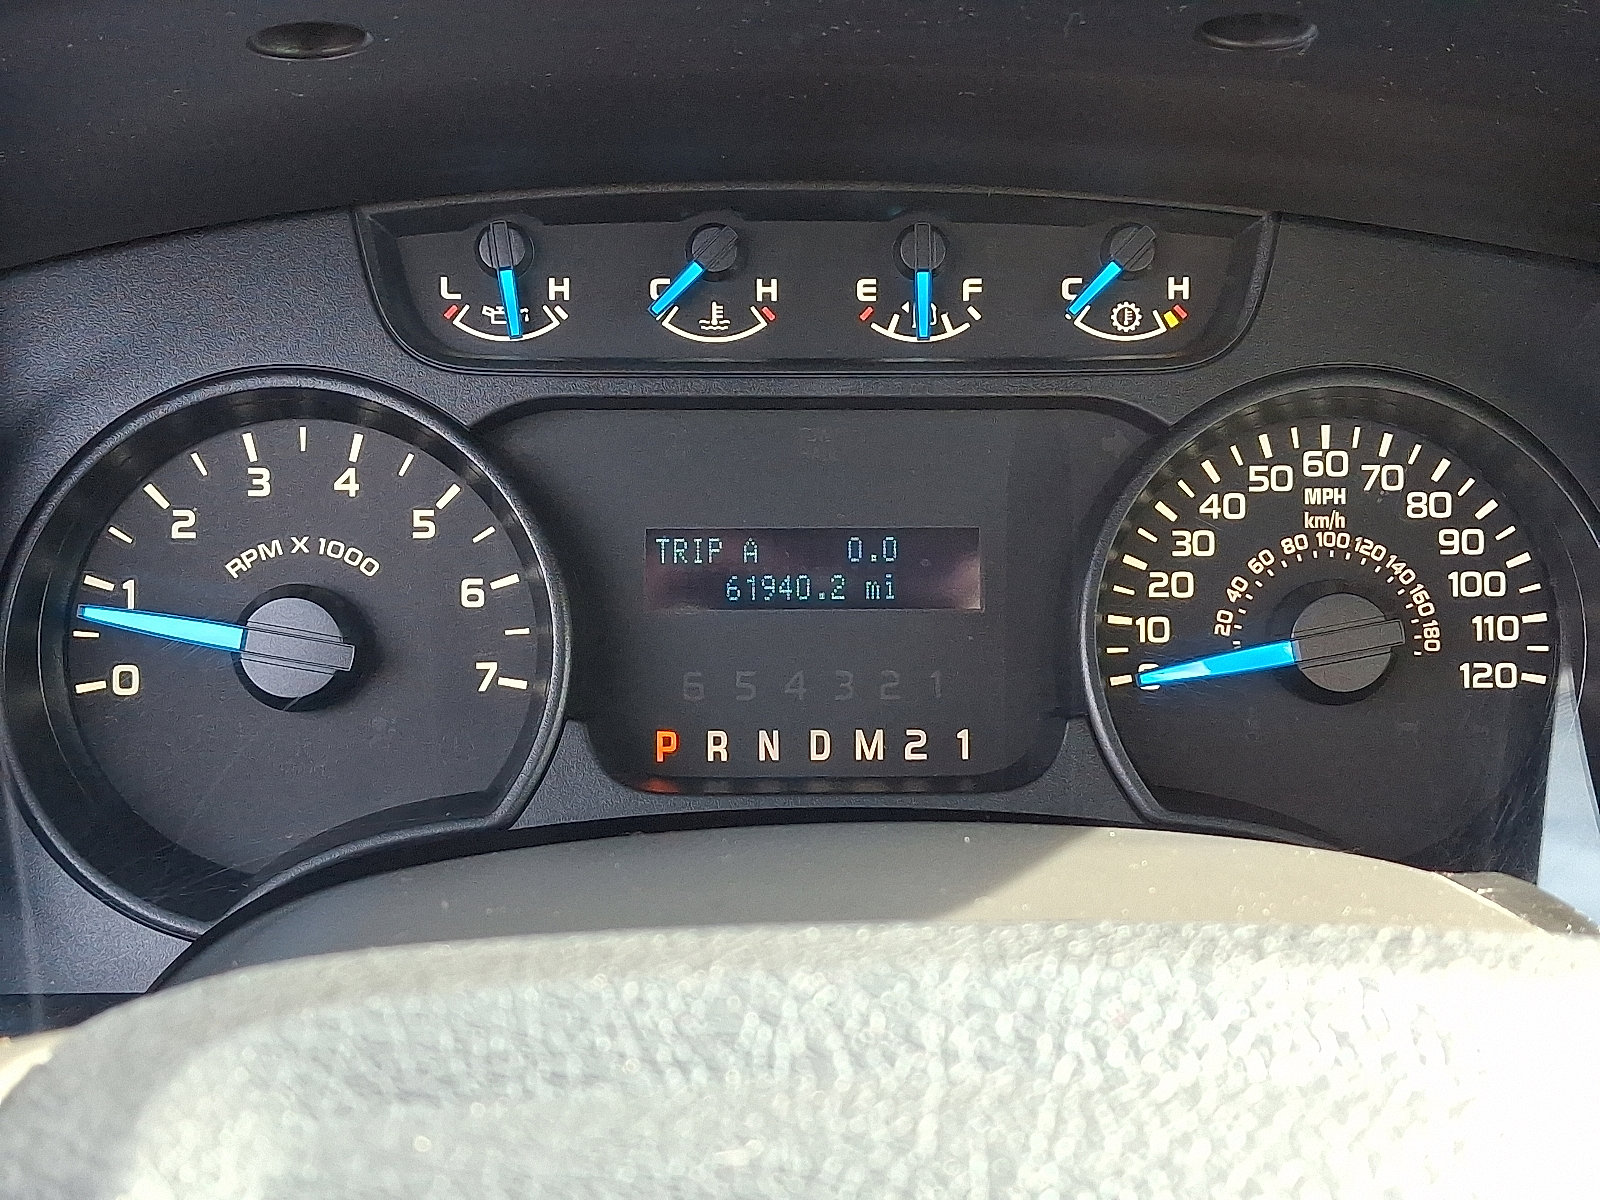 L H C H E F C H
0 1 2 3 4 5 6 7
RPM X 1000
TRIP A 0.0
61940.2 mi
6 5 4 3 2 1
P R N D M 2 1
0 10 20 30 40 50 60 70 80 90 100 110 120
MPH
km/h
20 40 60 80 100 120 140 160 180